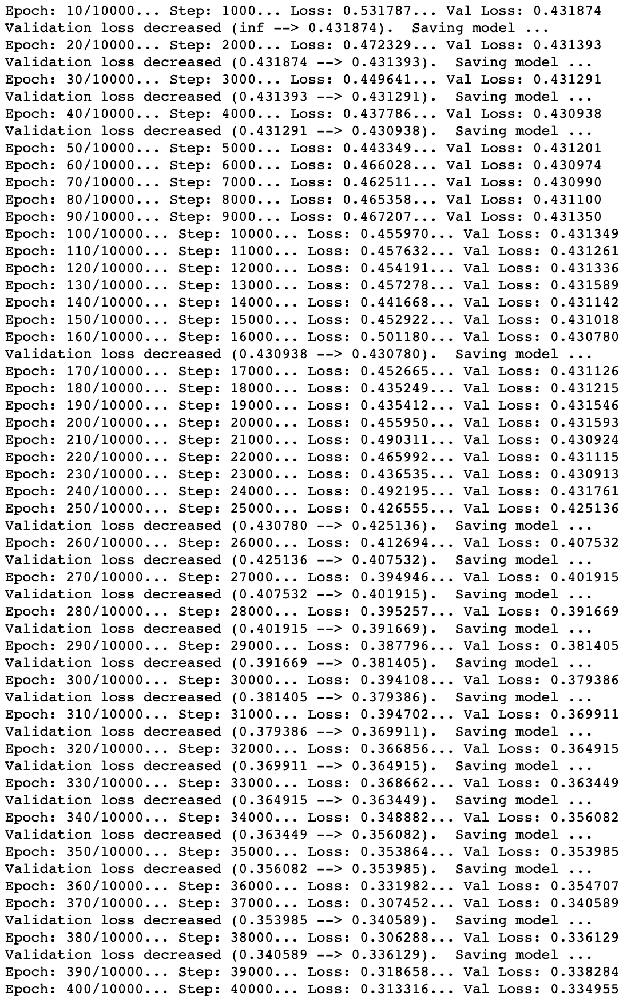 Epoch: 10/10000... Step: 1000... Loss: 0.531787... Val Loss: 0.431874
Validation loss decreased (inf --> 0.431874).  Saving model ...
Epoch: 20/10000... Step: 2000... Loss: 0.472329... Val Loss: 0.431393
Validation loss decreased (0.431874 --> 0.431393).  Saving model ...
Epoch: 30/10000... Step: 3000... Loss: 0.449641... Val Loss: 0.431291
Validation loss decreased (0.431393 --> 0.431291).  Saving model ...
Epoch: 40/10000... Step: 4000... Loss: 0.437786... Val Loss: 0.430938
Validation loss decreased (0.431291 --> 0.430938).  Saving model ...
Epoch: 50/10000... Step: 5000... Loss: 0.443349... Val Loss: 0.431201
Epoch: 60/10000... Step: 6000... Loss: 0.466028... Val Loss: 0.430974
Epoch: 70/10000... Step: 7000... Loss: 0.462511... Val Loss: 0.430990
Epoch: 80/10000... Step: 8000... Loss: 0.465358... Val Loss: 0.431100
Epoch: 90/10000... Step: 9000... Loss: 0.467207... Val Loss: 0.431350
Epoch: 100/10000... Step: 10000... Loss: 0.455970... Val Loss: 0.431349
Epoch: 110/10000... Step: 11000... Loss: 0.457632... Val Loss: 0.431261
Epoch: 120/10000... Step: 12000... Loss: 0.454191... Val Loss: 0.431336
Epoch: 130/10000... Step: 13000... Loss: 0.457278... Val Loss: 0.431589
Epoch: 140/10000... Step: 14000... Loss: 0.441668... Val Loss: 0.431142
Epoch: 150/10000... Step: 15000... Loss: 0.452922... Val Loss: 0.431018
Epoch: 160/10000... Step: 16000... Loss: 0.501180... Val Loss: 0.430780
Validation loss decreased (0.430938 --> 0.430780).  Saving model ...
Epoch: 170/10000... Step: 17000... Loss: 0.452665... Val Loss: 0.431126
Epoch: 180/10000... Step: 18000... Loss: 0.435249... Val Loss: 0.431215
Epoch: 190/10000... Step: 19000... Loss: 0.435412... Val Loss: 0.431546
Epoch: 200/10000... Step: 20000... Loss: 0.455950... Val Loss: 0.431593
Epoch: 210/10000... Step: 21000... Loss: 0.490311... Val Loss: 0.430924
Epoch: 220/10000... Step: 22000... Loss: 0.465992... Val Loss: 0.431115
Epoch: 230/10000... Step: 23000... Loss: 0.436535... Val Loss: 0.430913
Epoch: 240/10000... Step: 24000... Loss: 0.492195... Val Loss: 0.431761
Epoch: 250/10000... Step: 25000... Loss: 0.426555... Val Loss: 0.425136
Validation loss decreased (0.430780 --> 0.425136).  Saving model ...
Epoch: 260/10000... Step: 26000... Loss: 0.412694... Val Loss: 0.407532
Validation loss decreased (0.425136 --> 0.407532).  Saving model ...
Epoch: 270/10000... Step: 27000... Loss: 0.394946... Val Loss: 0.401915
Validation loss decreased (0.407532 --> 0.401915).  Saving model ...
Epoch: 280/10000... Step: 28000... Loss: 0.395257... Val Loss: 0.391669
Validation loss decreased (0.401915 --> 0.391669).  Saving model ...
Epoch: 290/10000... Step: 29000... Loss: 0.387796... Val Loss: 0.381405
Validation loss decreased (0.391669 --> 0.381405).  Saving model ...
Epoch: 300/10000... Step: 30000... Loss: 0.394108... Val Loss: 0.379386
Validation loss decreased (0.381405 --> 0.379386).  Saving model ...
Epoch: 310/10000... Step: 31000... Loss: 0.394702... Val Loss: 0.369911
Validation loss decreased (0.379386 --> 0.369911).  Saving model ...
Epoch: 320/10000... Step: 32000... Loss: 0.366856... Val Loss: 0.364915
Validation loss decreased (0.369911 --> 0.364915).  Saving model ...
Epoch: 330/10000... Step: 33000... Loss: 0.368662... Val Loss: 0.363449
Validation loss decreased (0.364915 --> 0.363449).  Saving model ...
Epoch: 340/10000... Step: 34000... Loss: 0.348882... Val Loss: 0.356082
Validation loss decreased (0.363449 --> 0.356082).  Saving model ...
Epoch: 350/10000... Step: 35000... Loss: 0.353864... Val Loss: 0.353985
Validation loss decreased (0.356082 --> 0.353985).  Saving model ...
Epoch: 360/10000... Step: 36000... Loss: 0.331982... Val Loss: 0.354707
Epoch: 370/10000... Step: 37000... Loss: 0.307452... Val Loss: 0.340589
Validation loss decreased (0.353985 --> 0.340589).  Saving model ...
Epoch: 380/10000... Step: 38000... Loss: 0.306288... Val Loss: 0.336129
Validation loss decreased (0.340589 --> 0.336129).  Saving model ...
Epoch: 390/10000... Step: 39000... Loss: 0.318658... Val Loss: 0.338284
Epoch: 400/10000... Step: 40000... Loss: 0.313316... Val Loss: 0.334955